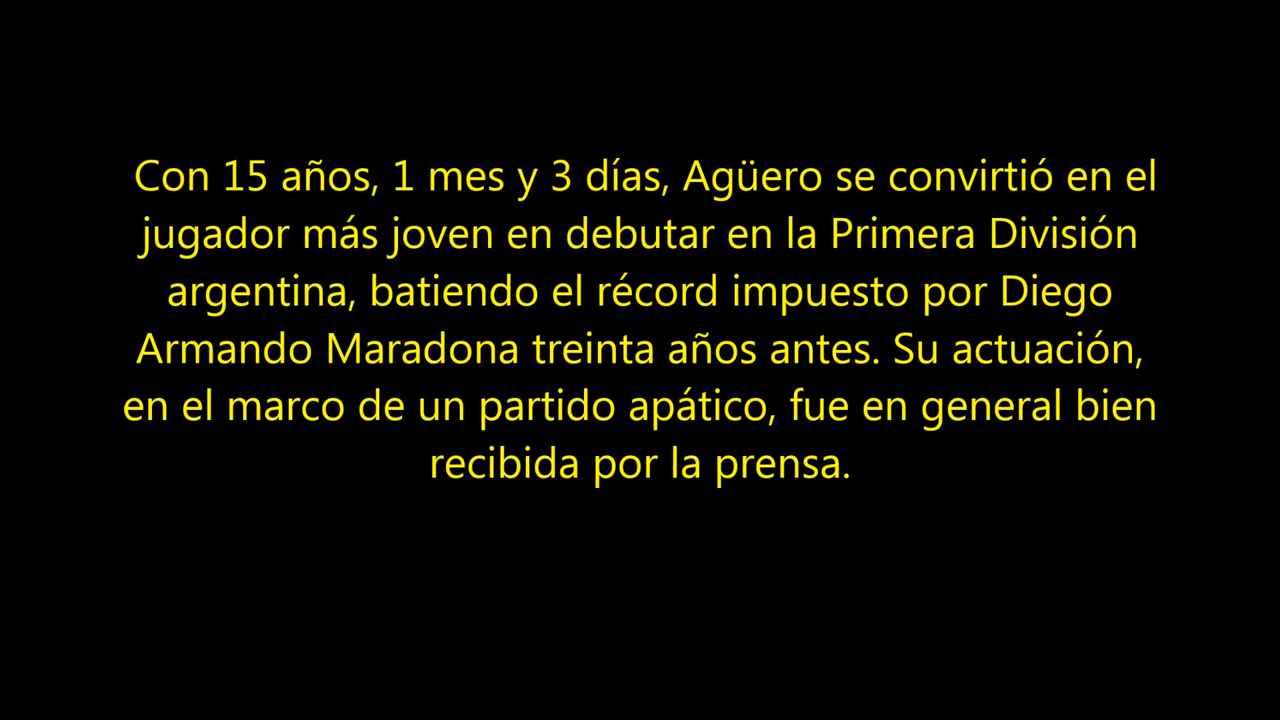 Con 15 años, 1 mes y 3 días, Agüero se convirtió en el
jugador más joven en debutar en la Primera División
argentina, batiendo el récord impuesto por Diego
Armando Maradona treinta años antes. Su actuación,
en el marco de un partido apático, fue en general bien
recibida por la prensa.